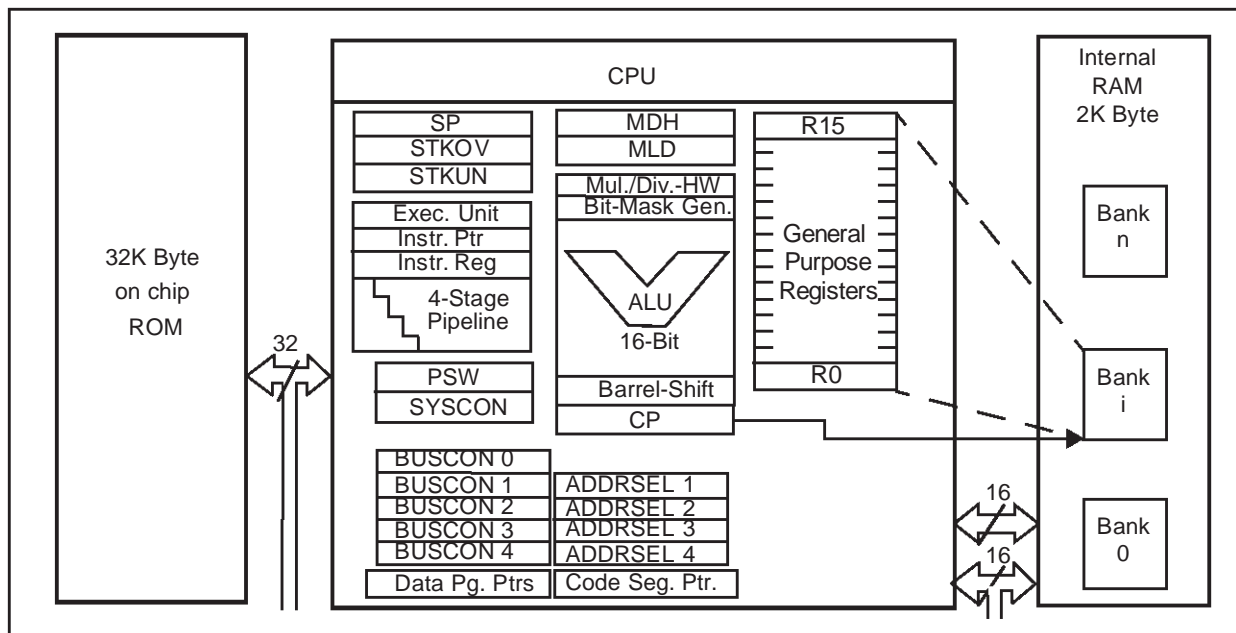 32K Byte
on chip
ROM
32
CPU
SP
STKOV
STKUN
Exec. Unit
Instr. Ptr
Instr. Reg
4-Stage
Pipeline
PSW
SYSCON
BUSCON 0
BUSCON 1
BUSCON 2
BUSCON 3
BUSCON 4
Data Pg. Ptrs
MDH
MLD
Mul./Div.-HW
Bit-Mask Gen.
ALU
16-Bit
Barrel-Shift
CP
ADDRSEL 1
ADDRSEL 2
ADDRSEL 3
ADDRSEL 4
Code Seg. Ptr.
R15
General
Purpose
Registers
R0
16
16
Internal
RAM
2K Byte
Bank
n
Bank
i
Bank
0